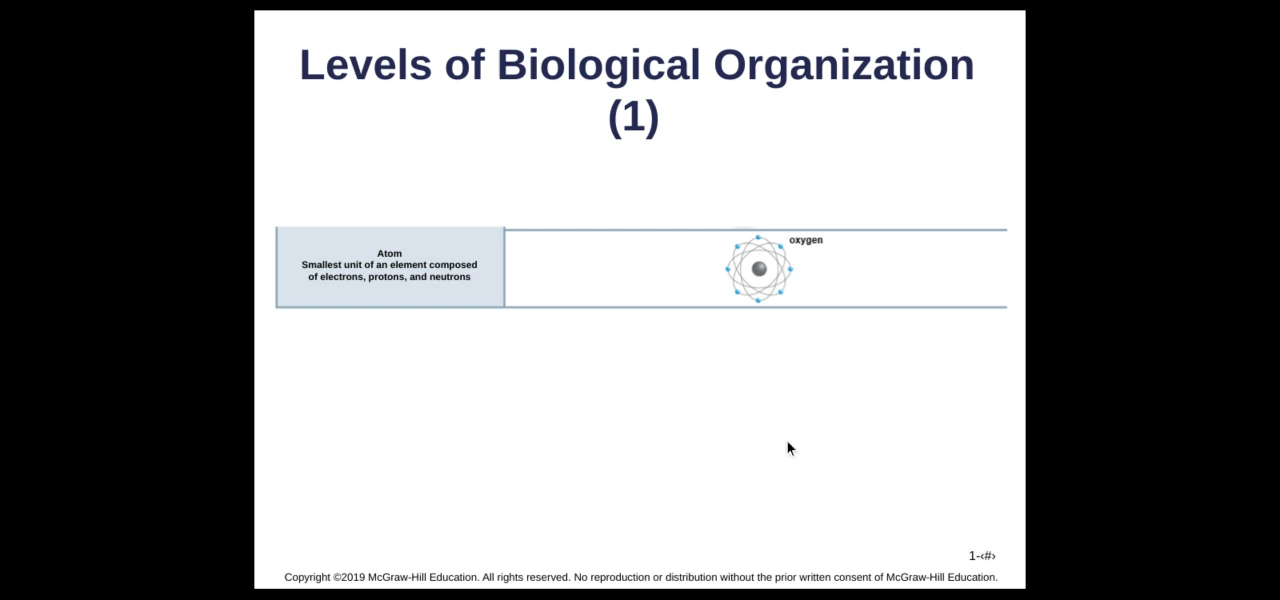 Levels of Biological Organization
(1)
Atom
Smallest unit of an element composed
of electrons, protons, and neutrons
oxygen
1-‹#›
Copyright ©2019 McGraw-Hill Education. All rights reserved. No reproduction or distribution without the prior written consent of McGraw-Hill Education.